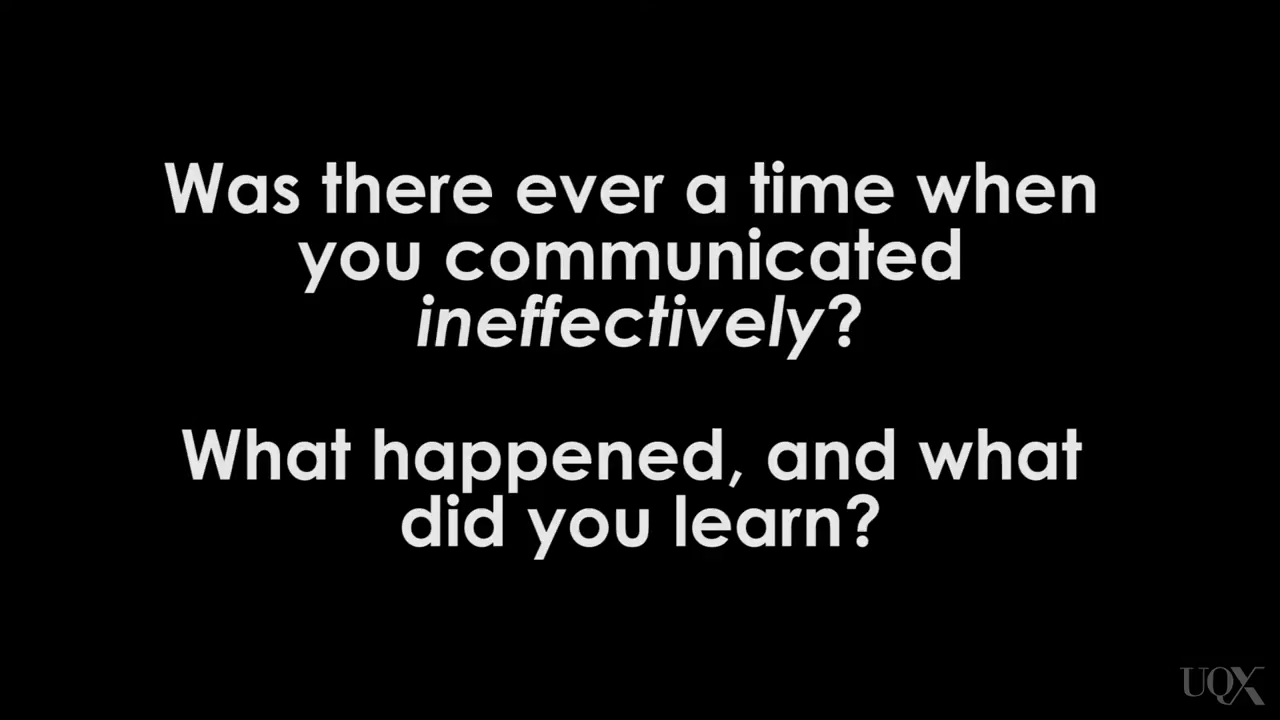 Was there ever a time when
you communicated
ineffectively?
What happened, and what
did you learn?
UQX